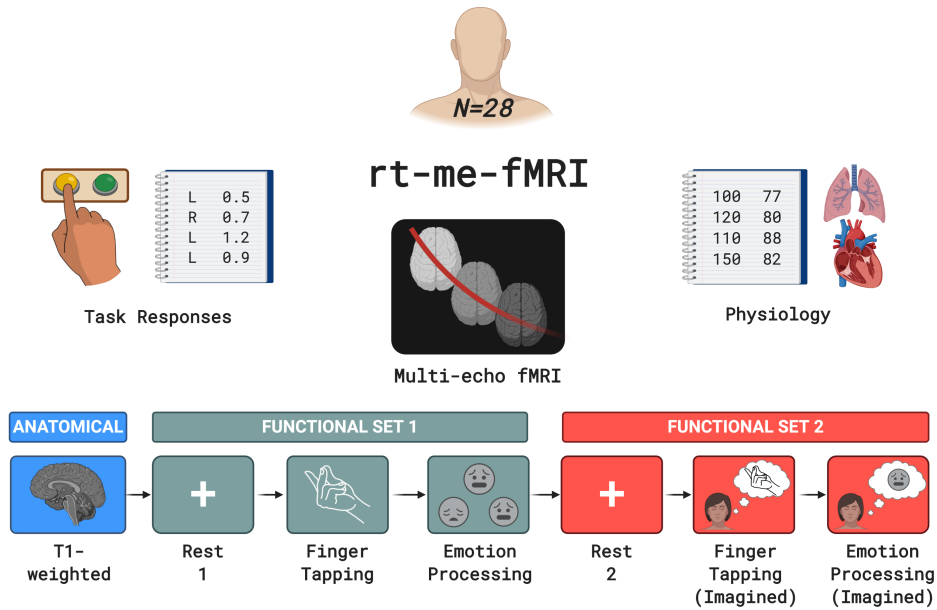 N=28
rt-me-fMRI
L 0.5
R 0.7
L 1.2
L 0.9
Task Responses
100 77
120 80
110 88
150 82
Physiology
Multi-echo fMRI
ANATOMICAL
FUNCTIONAL SET 1
FUNCTIONAL SET 2
T1-
weighted
Rest
1
Finger
Tapping
Emotion
Processing
Rest
2
Finger
Tapping
(Imagined)
Emotion
Processing
(Imagined)